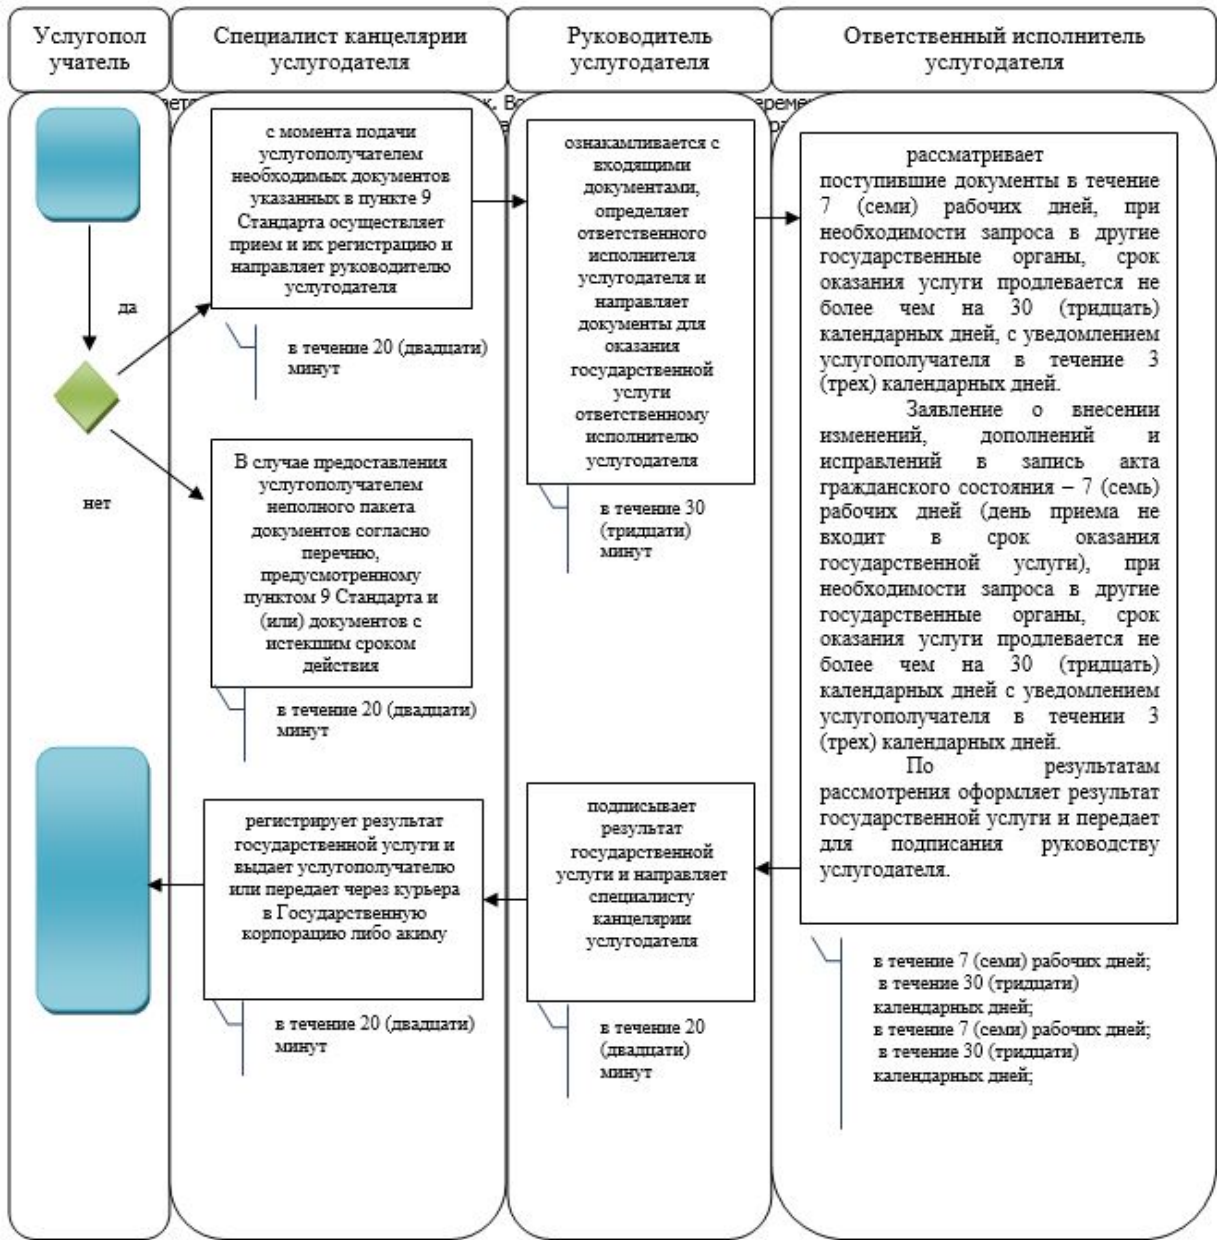 Услугопол
учатель
Специалист канцелярии
услугодателя
Руководитель
услугодателя
Ответственный исполнитель
услугодателя
с момента подачи
услугополучателем
необходимых документов
указанных в пункте 9
Стандарта осуществляет
прием и их регистрацию и
направляет руководителю
услугодателя
в течение 20 (двадцати)
минут
да
нет
В случае предоставления
услугополучателем
неполного пакета
документов согласно
перечню,
предусмотренному
пунктом 9 Стандарта и
(или) документов с
истекшим сроком
действия
в течение 20 (двадцати)
минут
ознакамливается с
входящими
документами,
определяет
ответственного
исполнителя
услугодателя и
направляет
документы для
оказания
государственной
услуги
ответственному
исполнителю
услугодателя
в течение 30
(тридцати)
минут
рассматривает
поступившие документы в течение
7 (семи) рабочих дней, при
необходимости запроса в другие
государственные органы, срок
оказания услуги продлевается не
более чем на 30 (тридцать)
календарных дней, с уведомлением
услугополучателя в течение 3
(трех) календарных дней.
Заявление о внесении
изменений, дополнений и
исправлений в запись акта
гражданского состояния – 7 (семь)
рабочих дней (день приема не
входит в срок оказания
государственной услуги), при
необходимости запроса в другие
государственные органы, срок
оказания услуги продлевается не
более чем на 30 (тридцать)
календарных дней с уведомлением
услугополучателя в течении 3
(трех) календарных дней.
По результатам
рассмотрения оформляет результат
государственной услуги и передает
для подписания руководству
услугодателя.
в течение 7 (семи) рабочих дней;
в течение 30 (тридцати)
календарных дней;
в течение 7 (семи) рабочих дней;
в течение 30 (тридцати)
календарных дней;
подписывает
результат
государственной
услуги и направляет
специалисту
канцелярии
услугодателя
в течение 20
(двадцати)
минут
регистрирует результат
государственной услуги и
выдает услугополучателю
или передает через курьера
в Государственную
корпорацию либо акиму
в течение 20 (двадцати)
минут